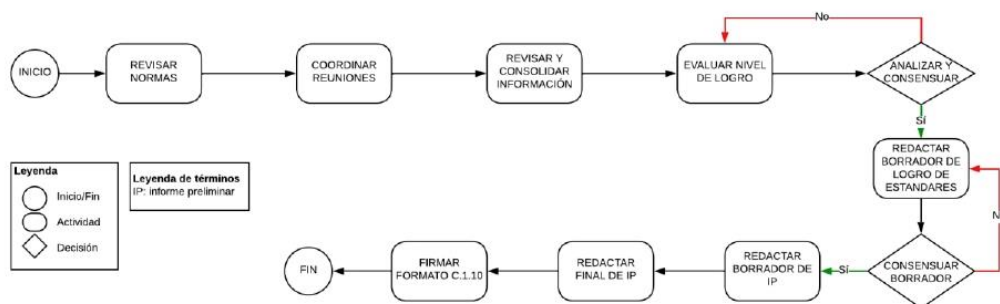 No
INICIO
REVISAR
NORMAS
COORDINAR
REUNIONES
REVISAR Y
CONSOLIDAR
INFORMACIÓN
EVALUAR NIVEL
DE LOGRO
ANALIZAR Y
CONSENSUAR
Sí
REDACTAR
BORRADOR DE
LOGRO DE
ESTANDARES
Leyenda
Inicio/Fin
Actividad
Decisión
Leyenda de términos
IP: informe preliminar
FIN
FIRMAR
FORMATO C.1.10
REDACTAR
FINAL DE IP
REDACTAR
BORRADOR DE
IP
Sí
CONSENSUAR
BORRADOR